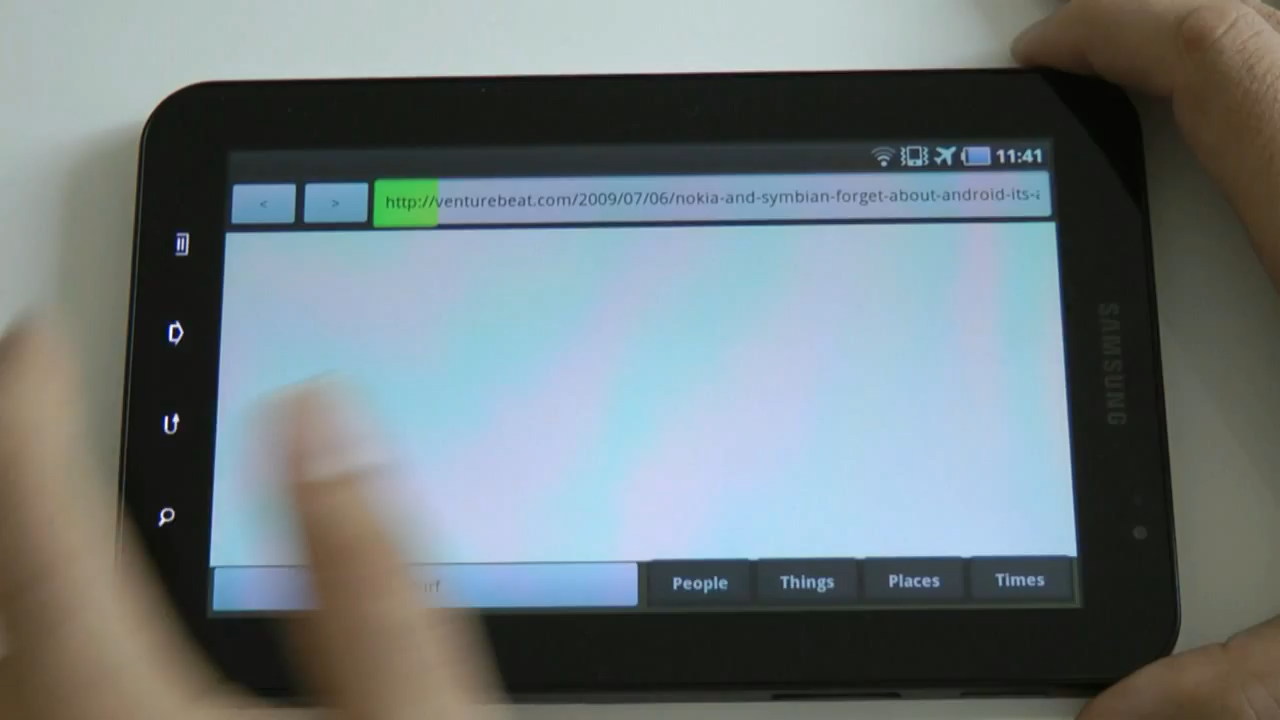 11:41
< > http://venturebeat.com/2009/07/06/nokia-and-symbian-forget-about-android-its-
SAMSUNG
People Things Places Times